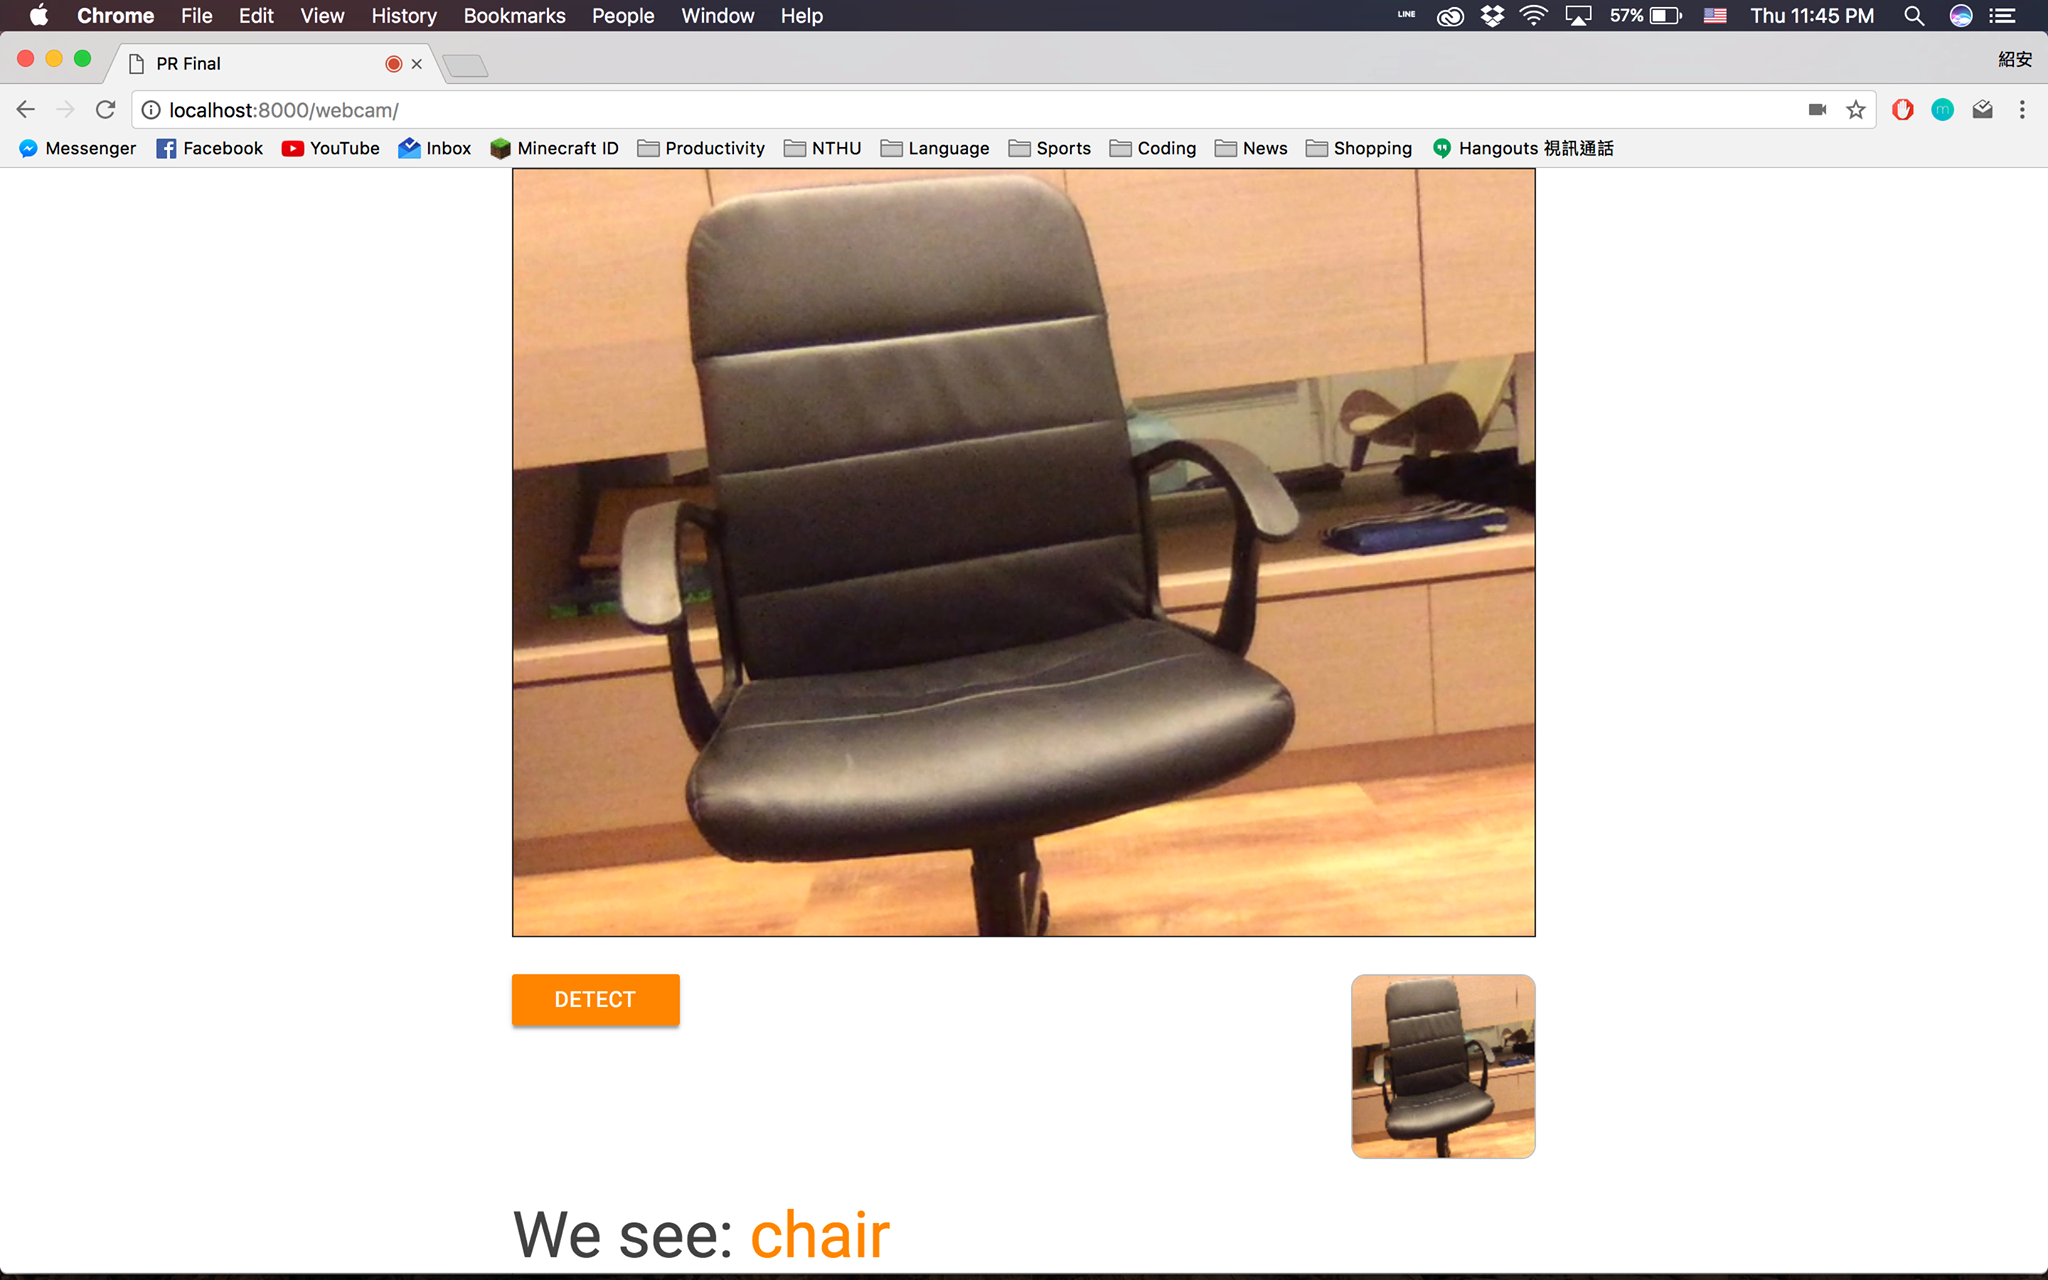 Chrome File Edit View History Bookmarks People Window Help LINE 57% Thu 11:45 PM
PR Final 紹安
localhost:8000/webcam/ m
Messenger Facebook YouTube Inbox Minecraft ID Productivity NTHU Language Sports Coding News Shopping Hangouts 視訊通話
DETECT
We see: chair